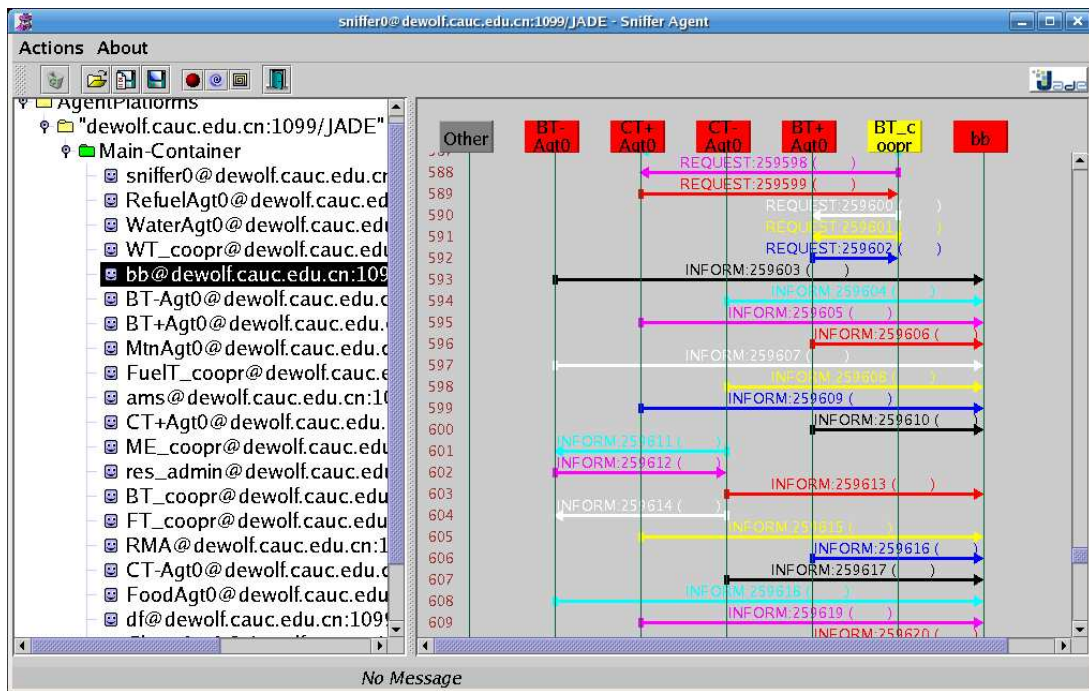 sniffer0@dewolf.cauc.edu.cn:1099/JADE - Sniffer Agent
Actions About
Jade
AgentPlatforms
"dewolf.cauc.edu.cn:1099/JADE"
Main-Container
sniffer0@dewolf.cauc.edu.cn
RefuelAgt0@dewolf.cauc.ed
WaterAgt0@dewolf.cauc.edu
WT_coopr@dewolf.cauc.edu
bb@dewolf.cauc.edu.cn:109
BT-Agt0@dewolf.cauc.edu.c
BT+Agt0@dewolf.cauc.edu.
MtnAgt0@dewolf.cauc.edu.c
FuelT_coopr@dewolf.cauc.e
ams@dewolf.cauc.edu.cn:10
CT+Agt0@dewolf.cauc.edu.
ME_coopr@dewolf.cauc.edu
res_admin@dewolf.cauc.edu
BT_coopr@dewolf.cauc.edu
FT_coopr@dewolf.cauc.edu
RMA@dewolf.cauc.edu.cn:1
CT-Agt0@dewolf.cauc.edu.c
FoodAgt0@dewolf.cauc.edu
df@dewolf.cauc.edu.cn:109
Other
BT-
Agt0
CT+
Agt0
CT-
Agt0
BT+
Agt0
BT_c
oopr
bb
587
588 REQUEST:259598 ( )
589 REQUEST:259599 ( )
590 REQUEST:259600 ( )
591 REQUEST:259601 ( )
592 REQUEST:259602 ( )
593 INFORM:259603 ( )
594 INFORM:259604 ( )
595 INFORM:259605 ( )
596 INFORM:259606 ( )
597 INFORM:259607 ( )
598 INFORM:259608 ( )
599 INFORM:259609 ( )
600 INFORM:259610 ( )
601 INFORM:259611 ( )
602 INFORM:259612 ( )
603 INFORM:259613 ( )
604 INFORM:259614 ( )
605 INFORM:259615 ( )
606 INFORM:259616 ( )
607 INFORM:259617 ( )
608 INFORM:259618 ( )
609 INFORM:259619 ( )
INFORM:259620 ( )
No Message